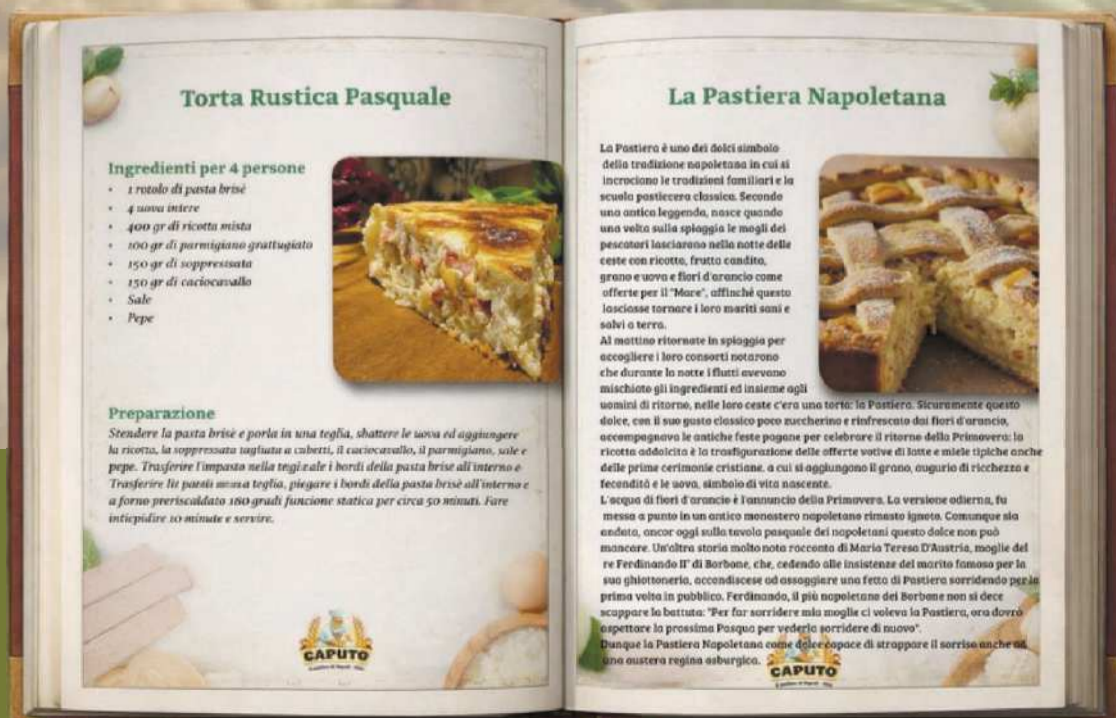 Torta Rustica Pasquale
Ingredienti per 4 persone
• 1 rotolo di pasta brisè
• 4 uova intere
• 400 gr di ricotta mista
• 100 gr di parmigiano grattugiato
• 150 gr di soppressata
• 150 gr di caciocavallo
• Sale
• Pepe
Preparazione
Stendere la pasta brisè e porla in una teglia, sbattere le uova ed aggiungere
la ricotta, la soppressata tagliata a cubetti, il caciocavallo, il parmigiano, sale e
pepe. Trasferire l'impasto nella i bordi della pasta brisè all'interno e
Trasferire teglia, piegare i bordi della pasta brisè all'interno e
a forno preriscaldato 160 gradi funzione statica per circa 50 minuti. Fare
intiepidire 10 minute e servire.
CAPUTO
La Pastiera Napoletana
La Pastiera è uno dei dolci simbolo
della tradizione napoletana in cui si
incrociano le tradizioni familiari e la
scuola pasticcera classica. Secondo
una antica leggenda, nasce quando
una volta sulla spiaggia le mogli dei
pescatori lasciarono nella notte delle
ceste con ricotta, frutta candita,
grano e uova e fiori d'arancio come
offerte per il "Mare", affinché questo
lasciasse tornare i loro mariti sani e
salvi a terra.
Al mattino ritornate in spiaggia per
accogliere i loro consorti notarono
che durante la notte i flutti avevano
mischiato gli ingredienti ed insieme agli
uomini di ritorno, nelle loro ceste c'era una torta: la Pastiera. Sicuramente questo
dolce, con il suo gusto classico poco zuccherino e rinfrescato dai fiori d'arancio,
accompagnava le antiche feste pagane per celebrare il ritorno della Primavera: la
ricotta addolcita è la trasfigurazione delle offerte votive di latte e miele tipiche anche
delle prime cerimonie cristiane, a cui si aggiungono il grano, augurio di ricchezza e
fecondità e le uova, simbolo di vita nascente.
L'acqua di fiori d'arancio è l'annuncio della Primavera. La versione odierna, fu
messa a punto in un antico monastero napoletano rimasto ignoto. Comunque sia
andata, ancor oggi sulla tavola pasquale dei napoletani questo dolce non può
mancare. Un'altra storia molto nota racconta di Maria Teresa D'Austria, moglie del
re Ferdinando II° di Borbone, che, cedendo alle insistenze del marito famoso per la
sua ghiottoneria, accondiscese ad assaggiare una fetta di Pastiera sorridendo per la
prima volta in pubblico. Ferdinando, il più napoletano dei Borbone non si dece
scappare la battuta: "Per far sorridere mia moglie ci voleva la Pastiera, ora dovrò
aspettare la prossima Pasqua per vederla sorridere di nuovo".
Dunque la Pastiera Napoletana come dolce capace di strappare il sorriso anche ad
una austera regina asburgica.
CAPUTO